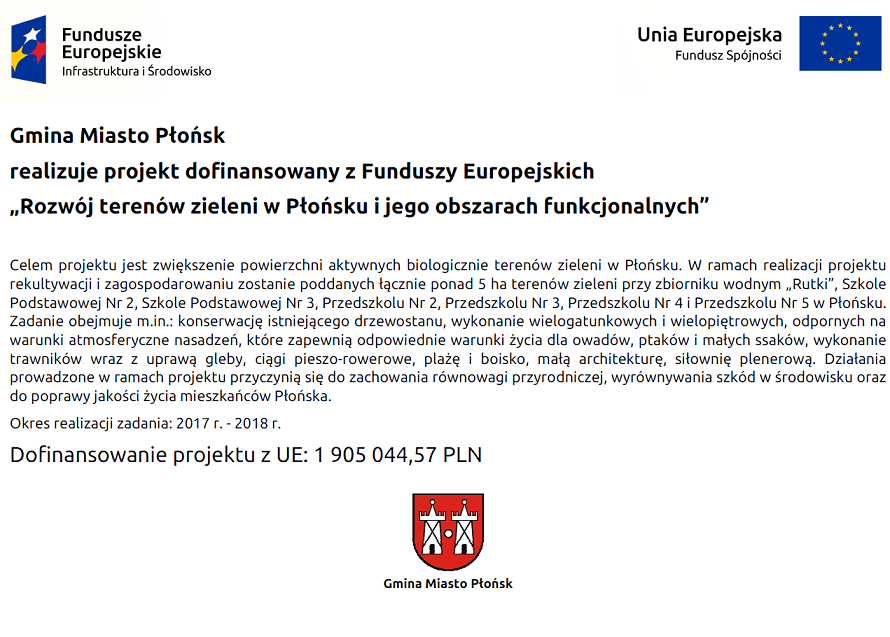 Fundusze
Europejskie
Infrastruktura i Środowisko
Unia Europejska
Fundusz Spójności
Gmina Miasto Płońsk
realizuje projekt dofinansowany z Funduszy Europejskich
„Rozwój terenów zieleni w Płońsku i jego obszarach funkcjonalnych”
Celem projektu jest zwiększenie powierzchni aktywnych biologicznie terenów zieleni w Płońsku. W ramach realizacji projektu
rekultywacji i zagospodarowaniu zostanie poddanych łącznie ponad 5 ha terenów zieleni przy zbiorniku wodnym „Rutki”, Szkole
Podstawowej Nr 2, Szkole Podstawowej Nr 3, Przedszkolu Nr 2, Przedszkolu Nr 3, Przedszkolu Nr 4 i Przedszkolu Nr 5 w Płońsku.
Zadanie obejmuje m.in.: konserwację istniejącego drzewostanu, wykonanie wielogatunkowych i wielopiętrowych, odpornych na
warunki atmosferyczne nasadzeń, które zapewnią odpowiednie warunki życia dla owadów, ptaków i małych ssaków, wykonanie
trawników wraz z uprawą gleby, ciągi pieszo-rowerowe, plażę i boisko, małą architekturę, siłownię plenerową. Działania
prowadzone w ramach projektu przyczynią się do zachowania równowagi przyrodniczej, wyrównywania szkód w środowisku oraz
do poprawy jakości życia mieszkańców Płońska.
Okres realizacji zadania: 2017 r. - 2018 r.
Dofinansowanie projektu z UE: 1 905 044,57 PLN
Gmina Miasto Płońsk